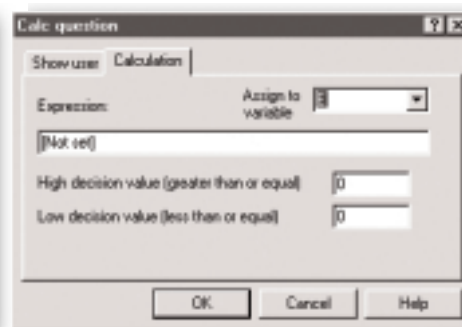 Calc question
Show user Calculation
Expression: Assign to
variable
[Not set]
High decision value (greater than or equal) 0
Low decision value (less than or equal) 0
OK Cancel Help